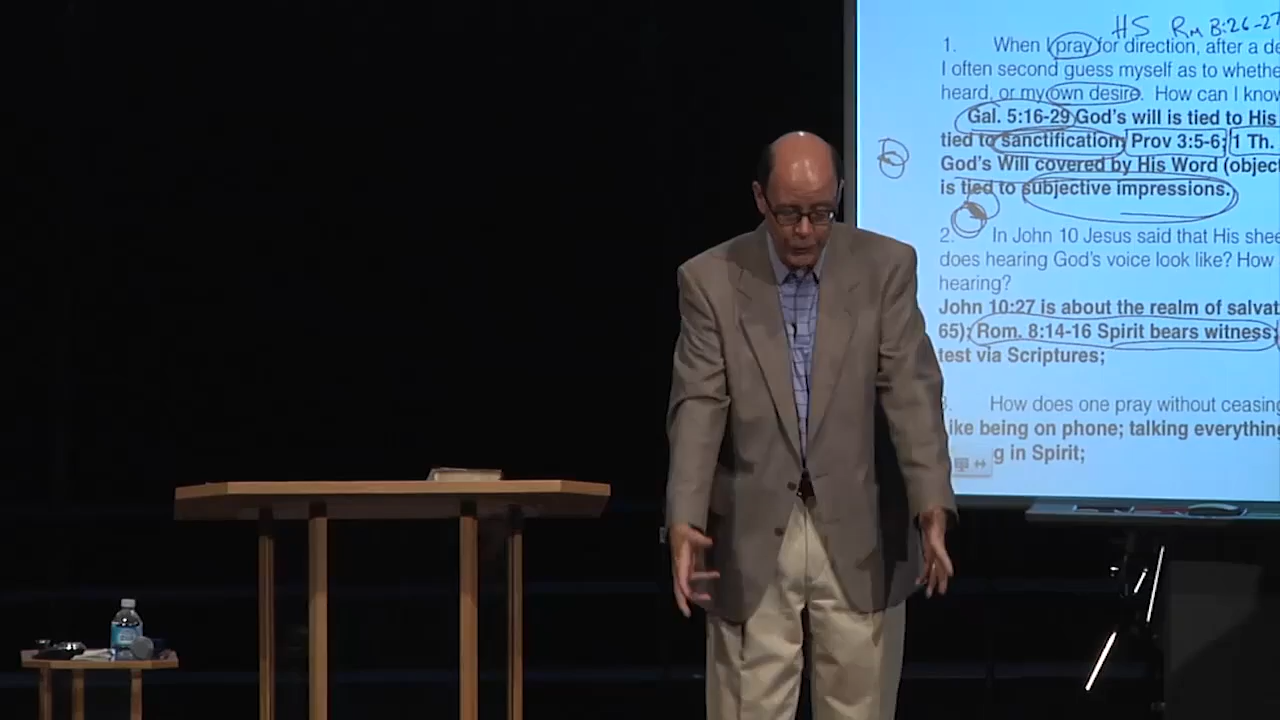 HS Rm 8:26-27
1. When I pray for direction, after a de
I often second guess myself as to whethe
heard, or my own desire. How can I know
Gal. 5:16-29 God's will is tied to His
tied to sanctification; Prov 3:5-6; 1 Th.
God's Will covered by His Word (objec
is tied to subjective impressions.
2. In John 10 Jesus said that His shee
does hearing God's voice look like? How
hearing?
John 10:27 is about the realm of salvat
65); Rom. 8:14-16 Spirit bears witness;
test via Scriptures;
3. How does one pray without ceasing
ike being on phone; talking everything
g in Spirit;